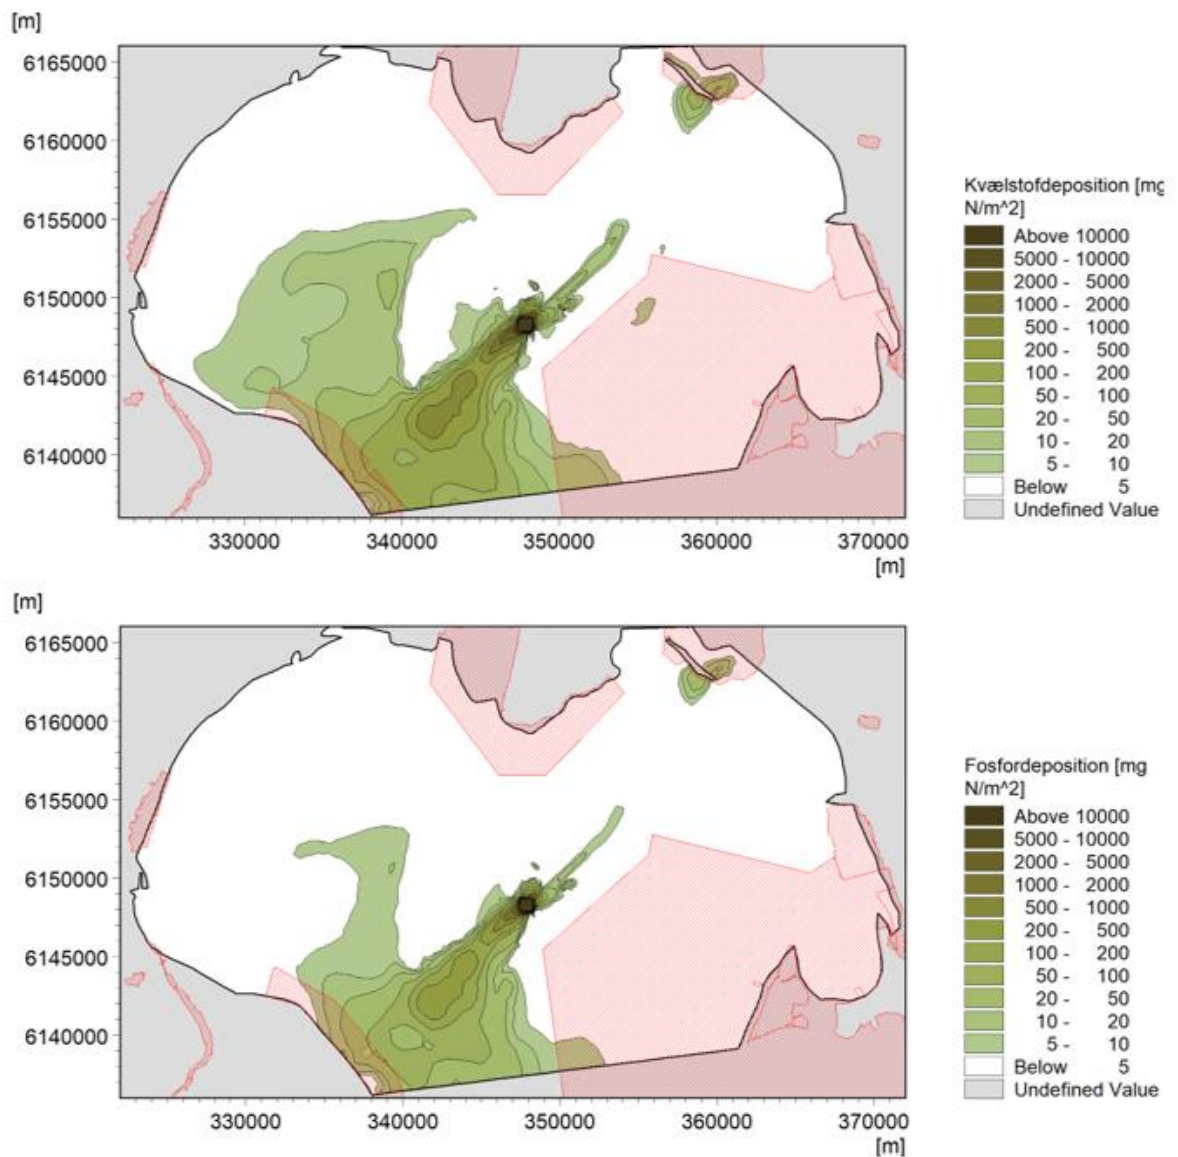 [m]
6165000
6160000
6155000
6150000
6145000
6140000
330000 340000 350000 360000 370000
[m]
Kvælstofdeposition [mg
N/m^2]
Above 10000
5000 - 10000
2000 - 5000
1000 - 2000
500 - 1000
200 - 500
100 - 200
50 - 100
20 - 50
10 - 20
5 - 10
Below 5
Undefined Value
[m]
6165000
6160000
6155000
6150000
6145000
6140000
330000 340000 350000 360000 370000
[m]
Fosfordeposition [mg
N/m^2]
Above 10000
5000 - 10000
2000 - 5000
1000 - 2000
500 - 1000
200 - 500
100 - 200
50 - 100
20 - 50
10 - 20
5 - 10
Below 5
Undefined Value